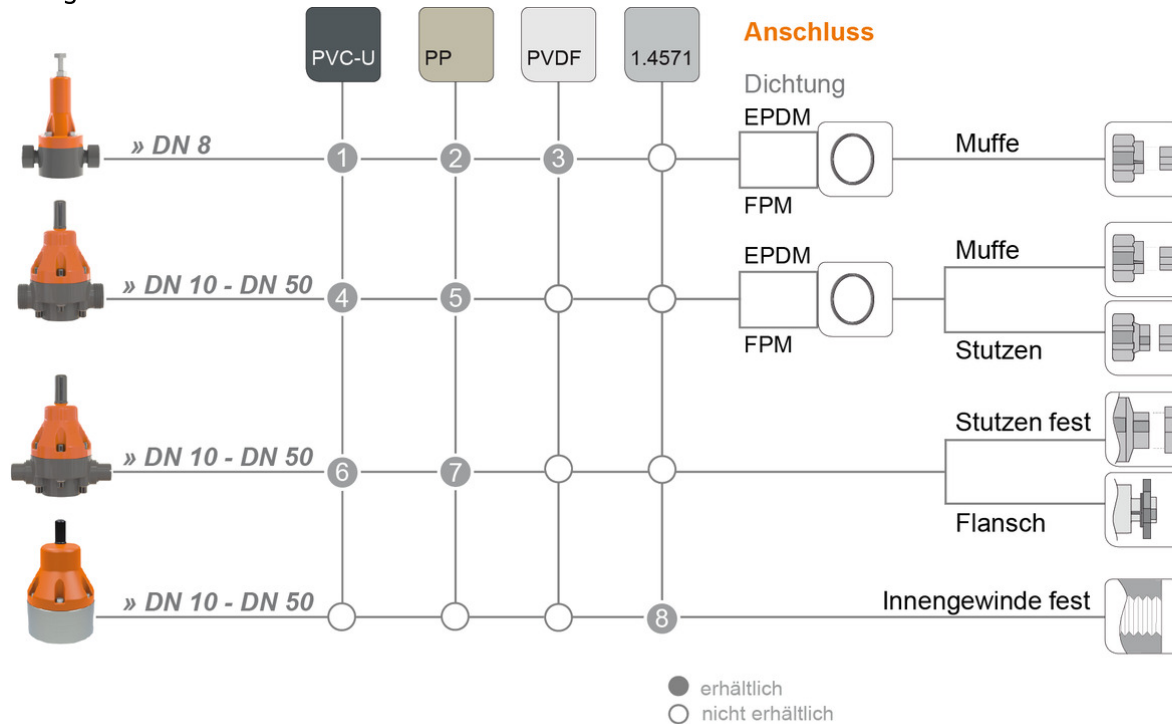 PVC-U PP PVDF 1.4571
Anschluss
Dichtung
» DN 8 1 2 3 EPDM Muffe
FPM
» DN 10 - DN 50 4 5 EPDM Muffe
FPM Stutzen
» DN 10 - DN 50 6 7 Stutzen fest
Flansch
» DN 10 - DN 50 8 Innengewinde fest
erhältlich
nicht erhältlich